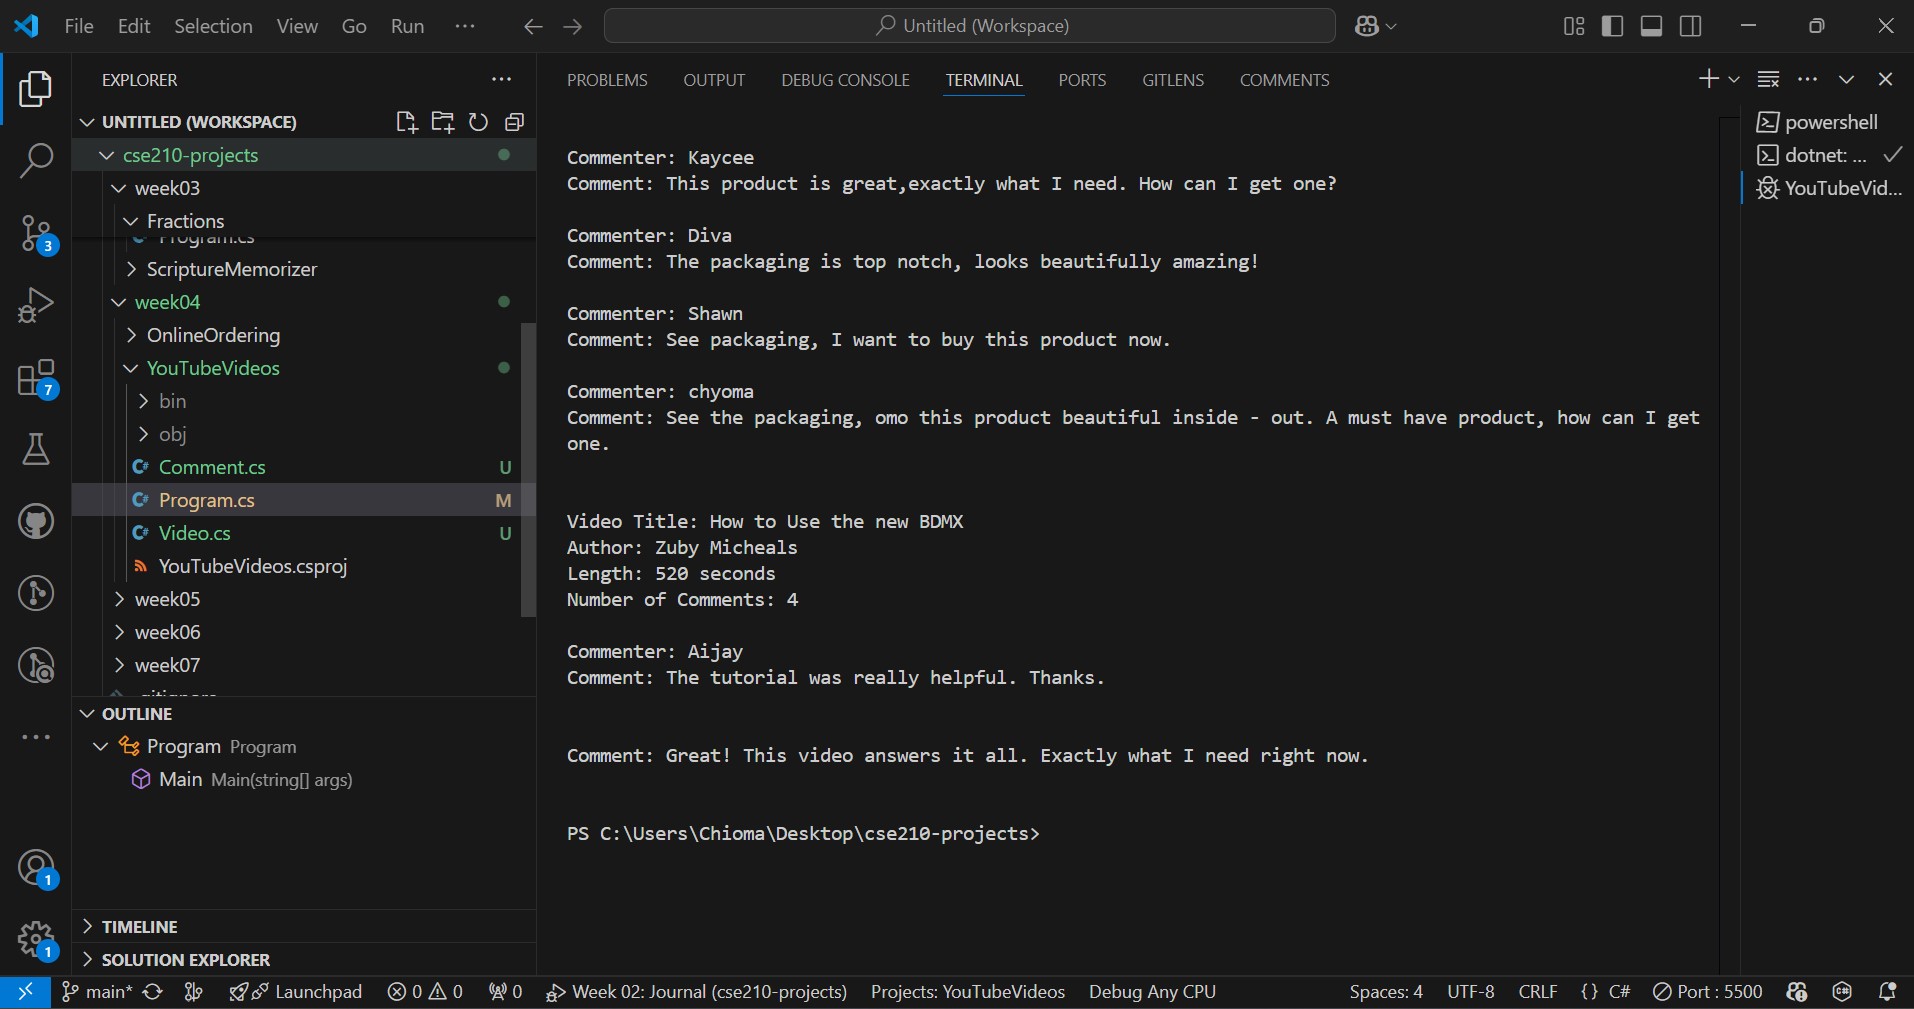 File Edit Selection View Go Run ··· Untitled (Workspace)
EXPLORER
UNTITLED (WORKSPACE)
cse210-projects
week03
Fractions
Program.cs
ScriptureMemorizer
week04
OnlineOrdering
YouTubeVideos
bin
obj
Comment.cs U
Program.cs M
Video.cs U
YouTubeVideos.csproj
week05
week06
week07
.gitignore
OUTLINE
Program Program
Main Main(string[] args)
TIMELINE
SOLUTION EXPLORER
3
7
1
1
PROBLEMS OUTPUT DEBUG CONSOLE TERMINAL PORTS GITLENS COMMENTS
Commenter: Kaycee
Comment: This product is great,exactly what I need. How can I get one?
Commenter: Diva
Comment: The packaging is top notch, looks beautifully amazing!
Commenter: Shawn
Comment: See packaging, I want to buy this product now.
Commenter: chyoma
Comment: See the packaging, omo this product beautiful inside - out. A must have product, how can I get
one.
Video Title: How to Use the new BDMX
Author: Zuby Micheals
Length: 520 seconds
Number of Comments: 4
Commenter: Aijay
Comment: The tutorial was really helpful. Thanks.
Comment: Great! This video answers it all. Exactly what I need right now.
PS C:\Users\Chioma\Desktop\cse210-projects>
powershell
dotnet: ...
YouTubeVid...
main* Launchpad 0 0 0 Week 02: Journal (cse210-projects) Projects: YouTubeVideos Debug Any CPU Spaces: 4 UTF-8 CRLF {} C# Port : 5500